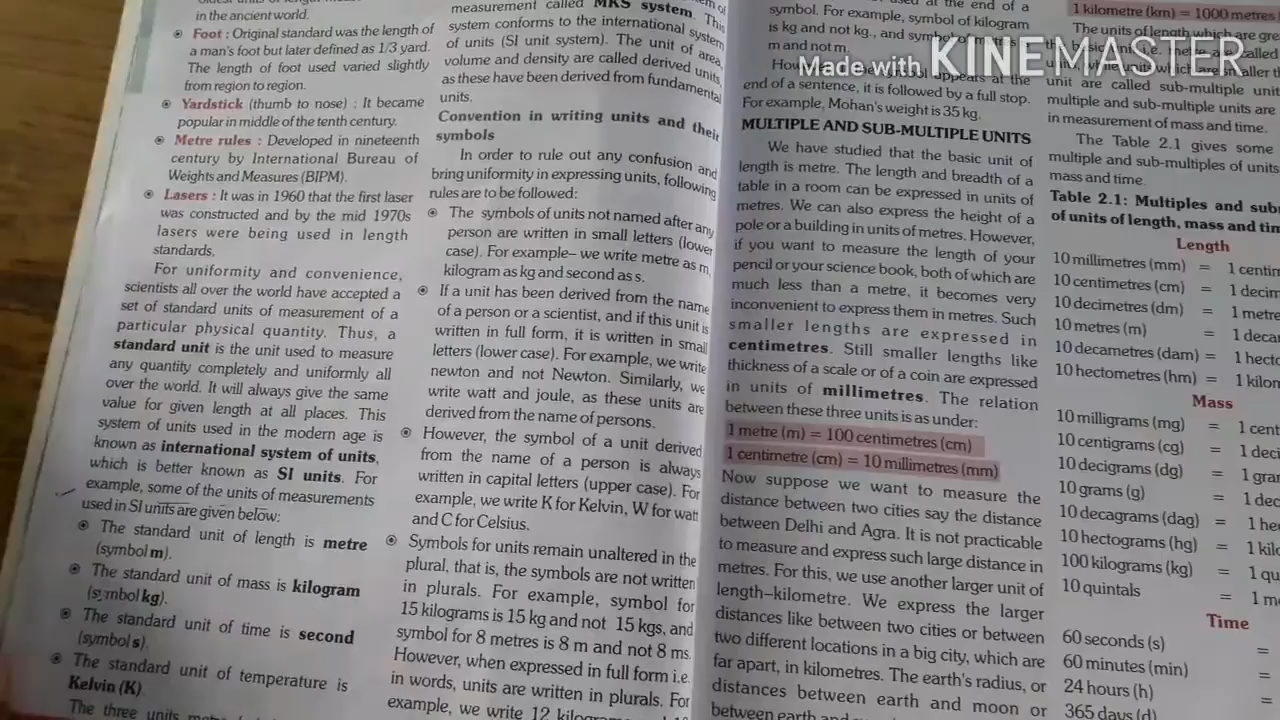 in the ancient world.
Foot : Original standard was the length of
a man's foot but later defined as 1/3 yard.
The length of foot used varied slightly
from region to region.
Yardstick (thumb to nose) : It became
popular in middle of the tenth century.
Metre rules : Developed in nineteenth
century by International Bureau of
Weights and Measures (BIPM).
Lasers : It was in 1960 that the first laser
was constructed and by the mid 1970s
lasers were being used in length
standards.
For uniformity and convenience,
scientists all over the world have accepted a
set of standard units of measurement of a
particular physical quantity. Thus, a
standard unit is the unit used to measure
any quantity completely and uniformly all
over the world. It will always give the same
value for given length at all places. This
system of units used in the modern age is
known as international system of units,
which is better known as SI units. For
example, some of the units of measurements
used in SI units are given below:
The standard unit of length is metre
(symbol m).
The standard unit of mass is kilogram
(symbol kg).
The standard unit of time is second
(symbol s).
The standard unit of temperature is
Kelvin (K).
The three units
measurement called MKS system. This
system conforms to the international system
of units (SI unit system). The unit of area,
volume and density are called derived units,
as these have been derived from fundamental
units.
Convention in writing units and their
symbols
In order to rule out any confusion and
bring uniformity in expressing units, following
rules are to be followed:
The symbols of units not named after any
person are written in small letters (lower
case). For example– we write metre as m,
kilogram as kg and second as s.
If a unit has been derived from the name
of a person or a scientist, and if this unit is
written in full form, it is written in small
letters (lower case). For example, we write
newton and not Newton. Similarly, we
write watt and joule, as these units are
derived from the name of persons.
However, the symbol of a unit derived
from the name of a person is always
written in capital letters (upper case). For
example, we write K for Kelvin, W for watt
and C for Celsius.
Symbols for units remain unaltered in the
plural, that is, the symbols are not written
in plurals. For example, symbol for
15 kilograms is 15 kg and not 15 kgs, and
symbol for 8 metres is 8 m and not 8 ms.
However, when expressed in full form i.e.
in words, units are written in plurals. For
example, we write 12
at the end of a
symbol. For example, symbol of kilogram
is kg and not kg., and
m and not m.
appears at the
end of a sentence, it is followed by a full stop.
For example, Mohan's weight is 35 kg.
MULTIPLE AND SUB-MULTIPLE UNITS
We have studied that the basic unit of
length is metre. The length and breadth of a
table in a room can be expressed in units of
metres. We can also express the height of a
pole or a building in units of metres. However,
if you want to measure the length of your
pencil or your science book, both of which are
much less than a metre, it becomes very
inconvenient to express them in metres. Such
smaller lengths are expressed in
centimetres. Still smaller lengths like
thickness of a scale or of a coin are expressed
in units of millimetres. The relation
between these three units is as under:
1 metre (m) = 100 centimetres (cm)
1 centimetre (cm) = 10 millimetres (mm)
Now suppose we want to measure the
distance between two cities say the distance
between Delhi and Agra. It is not practicable
to measure and express such large distance in
metres. For this, we use another larger unit of
length–kilometre. We express the larger
distances like between two cities or between
two different locations in a big city, which are
far apart, in kilometres. The earth's radius, or
distances between earth and moon or
between earth
1 kilometre (km) = 1000 metres
The units of length which are
called
unit are called sub-multiple
multiple and sub-multiple units are
in measurement of mass and time.
The Table 2.1 gives some
multiple and sub-multiples of units
mass and time.
Table 2.1: Multiples and
of units of length, mass and
Length
10 millimetres (mm) = 1
10 centimetres (cm) = 1
10 decimetres (dm) = 1 metre
10 metres (m) = 1
10 decametres (dam) = 1
10 hectometres (hm) = 1
Mass
10 milligrams (mg) = 1
10 centigrams (cg) = 1
10 decigrams (dg) = 1
10 grams (g) = 1
10 decagrams (dag) = 1
10 hectograms (hg) = 1
100 kilograms (kg) = 1
10 quintals = 1
Time
60 seconds (s) =
60 minutes (min) =
24 hours (h) =
365 days (d)
Made with KINEMASTER